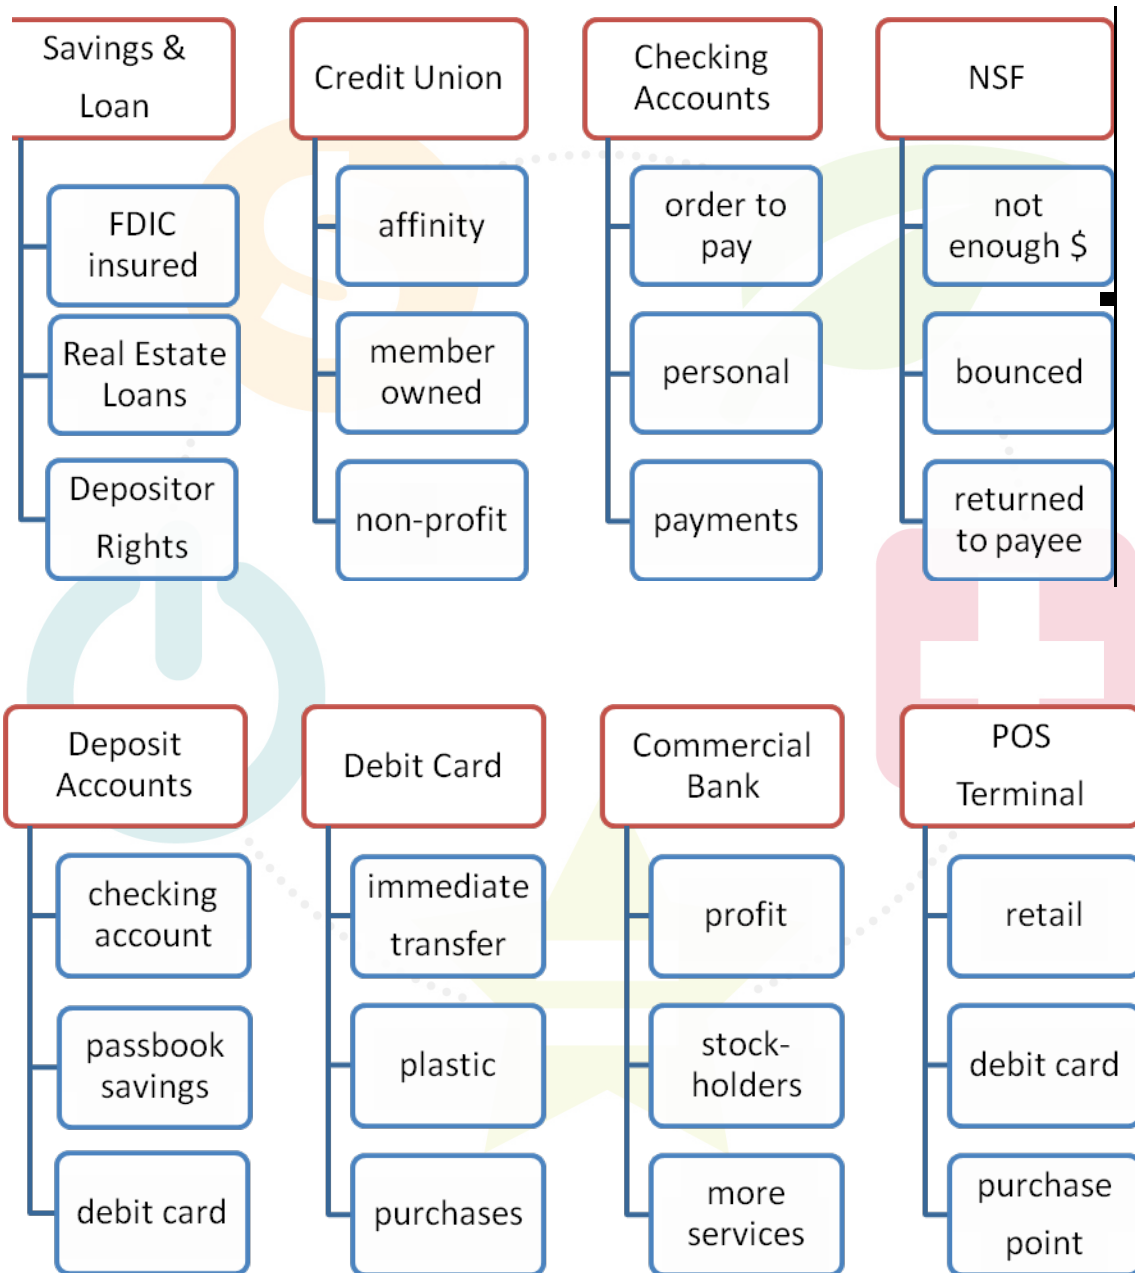 Savings &
Loan
FDIC
insured
Real Estate
Loans
Depositor
Rights
Credit Union
affinity
member
owned
non-profit
Checking
Accounts
order to
pay
personal
payments
NSF
not
enough $
bounced
returned
to payee
Deposit
Accounts
checking
account
passbook
savings
debit card
Debit Card
immediate
transfer
plastic
purchases
Commercial
Bank
profit
stock-
holders
more
services
POS
Terminal
retail
debit card
purchase
point